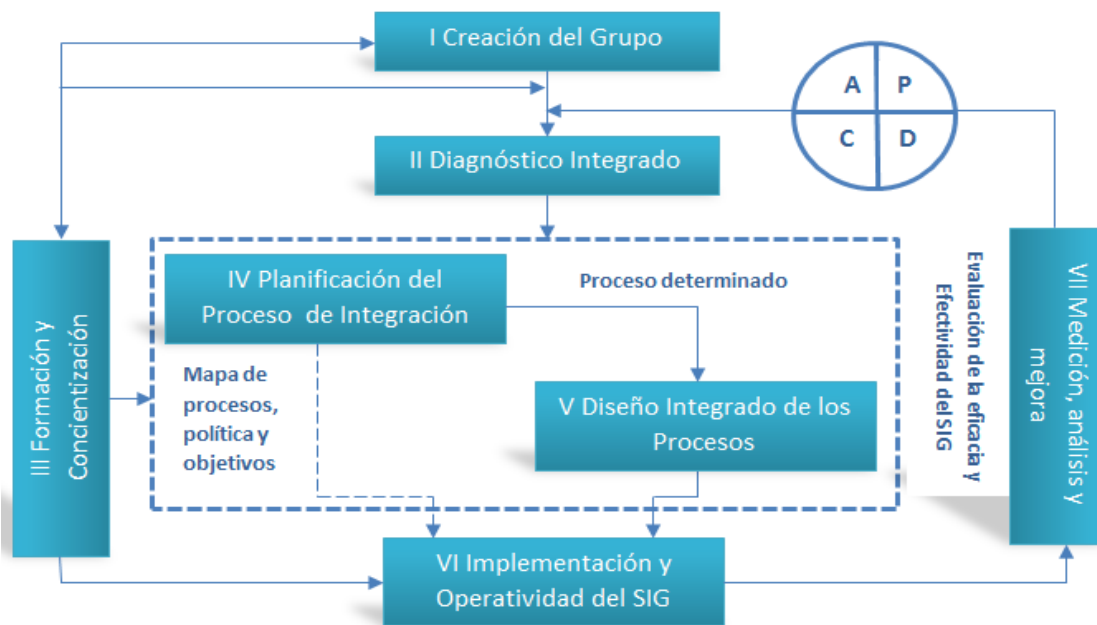 I Creación del Grupo
A P
C D
II Diagnóstico Integrado
III Formación y
Concientización
IV Planificación del
Proceso de Integración
Proceso determinado
Mapa de
procesos,
política y
objetivos
V Diseño Integrado de los
Procesos
Evaluación de la eficacia y
Efectividad del SIG
VII Medición, análisis y
mejora
VI Implementación y
Operatividad del SIG